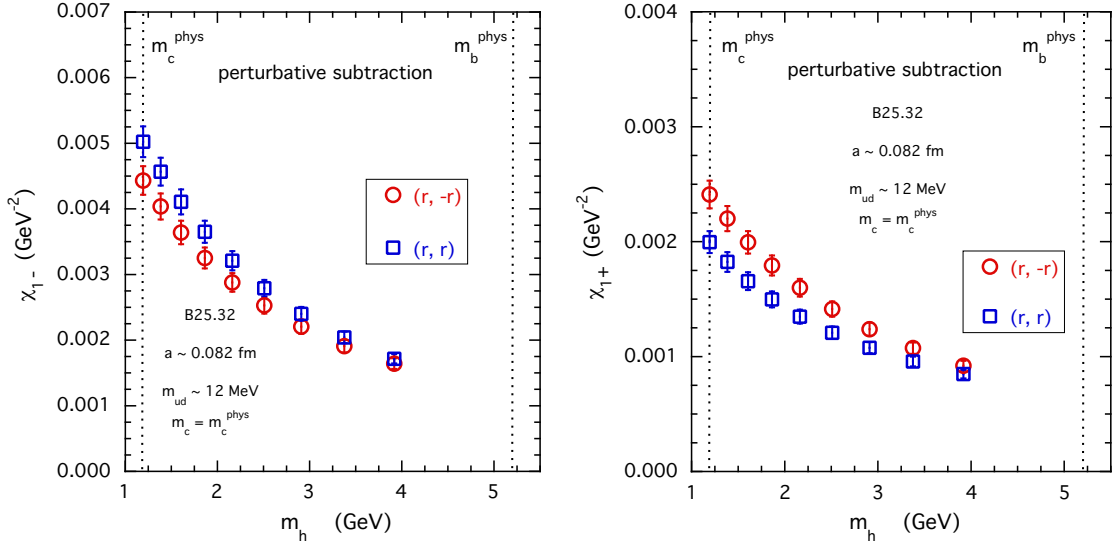 m_c^phys
m_b^phys
perturbative subtraction
(r, -r)
(r, r)
B25.32
a ~ 0.082 fm
m_ud ~ 12 MeV
m_c = m_c^phys
χ_1- (GeV^-2)
0.007
0.006
0.005
0.004
0.003
0.002
0.001
0.000
1 2 3 4 5
m_h (GeV)
m_c^phys
m_b^phys
perturbative subtraction
B25.32
a ~ 0.082 fm
m_ud ~ 12 MeV
m_c = m_c^phys
(r, -r)
(r, r)
χ_1+ (GeV^-2)
0.004
0.003
0.002
0.001
0.000
1 2 3 4 5
m_h (GeV)